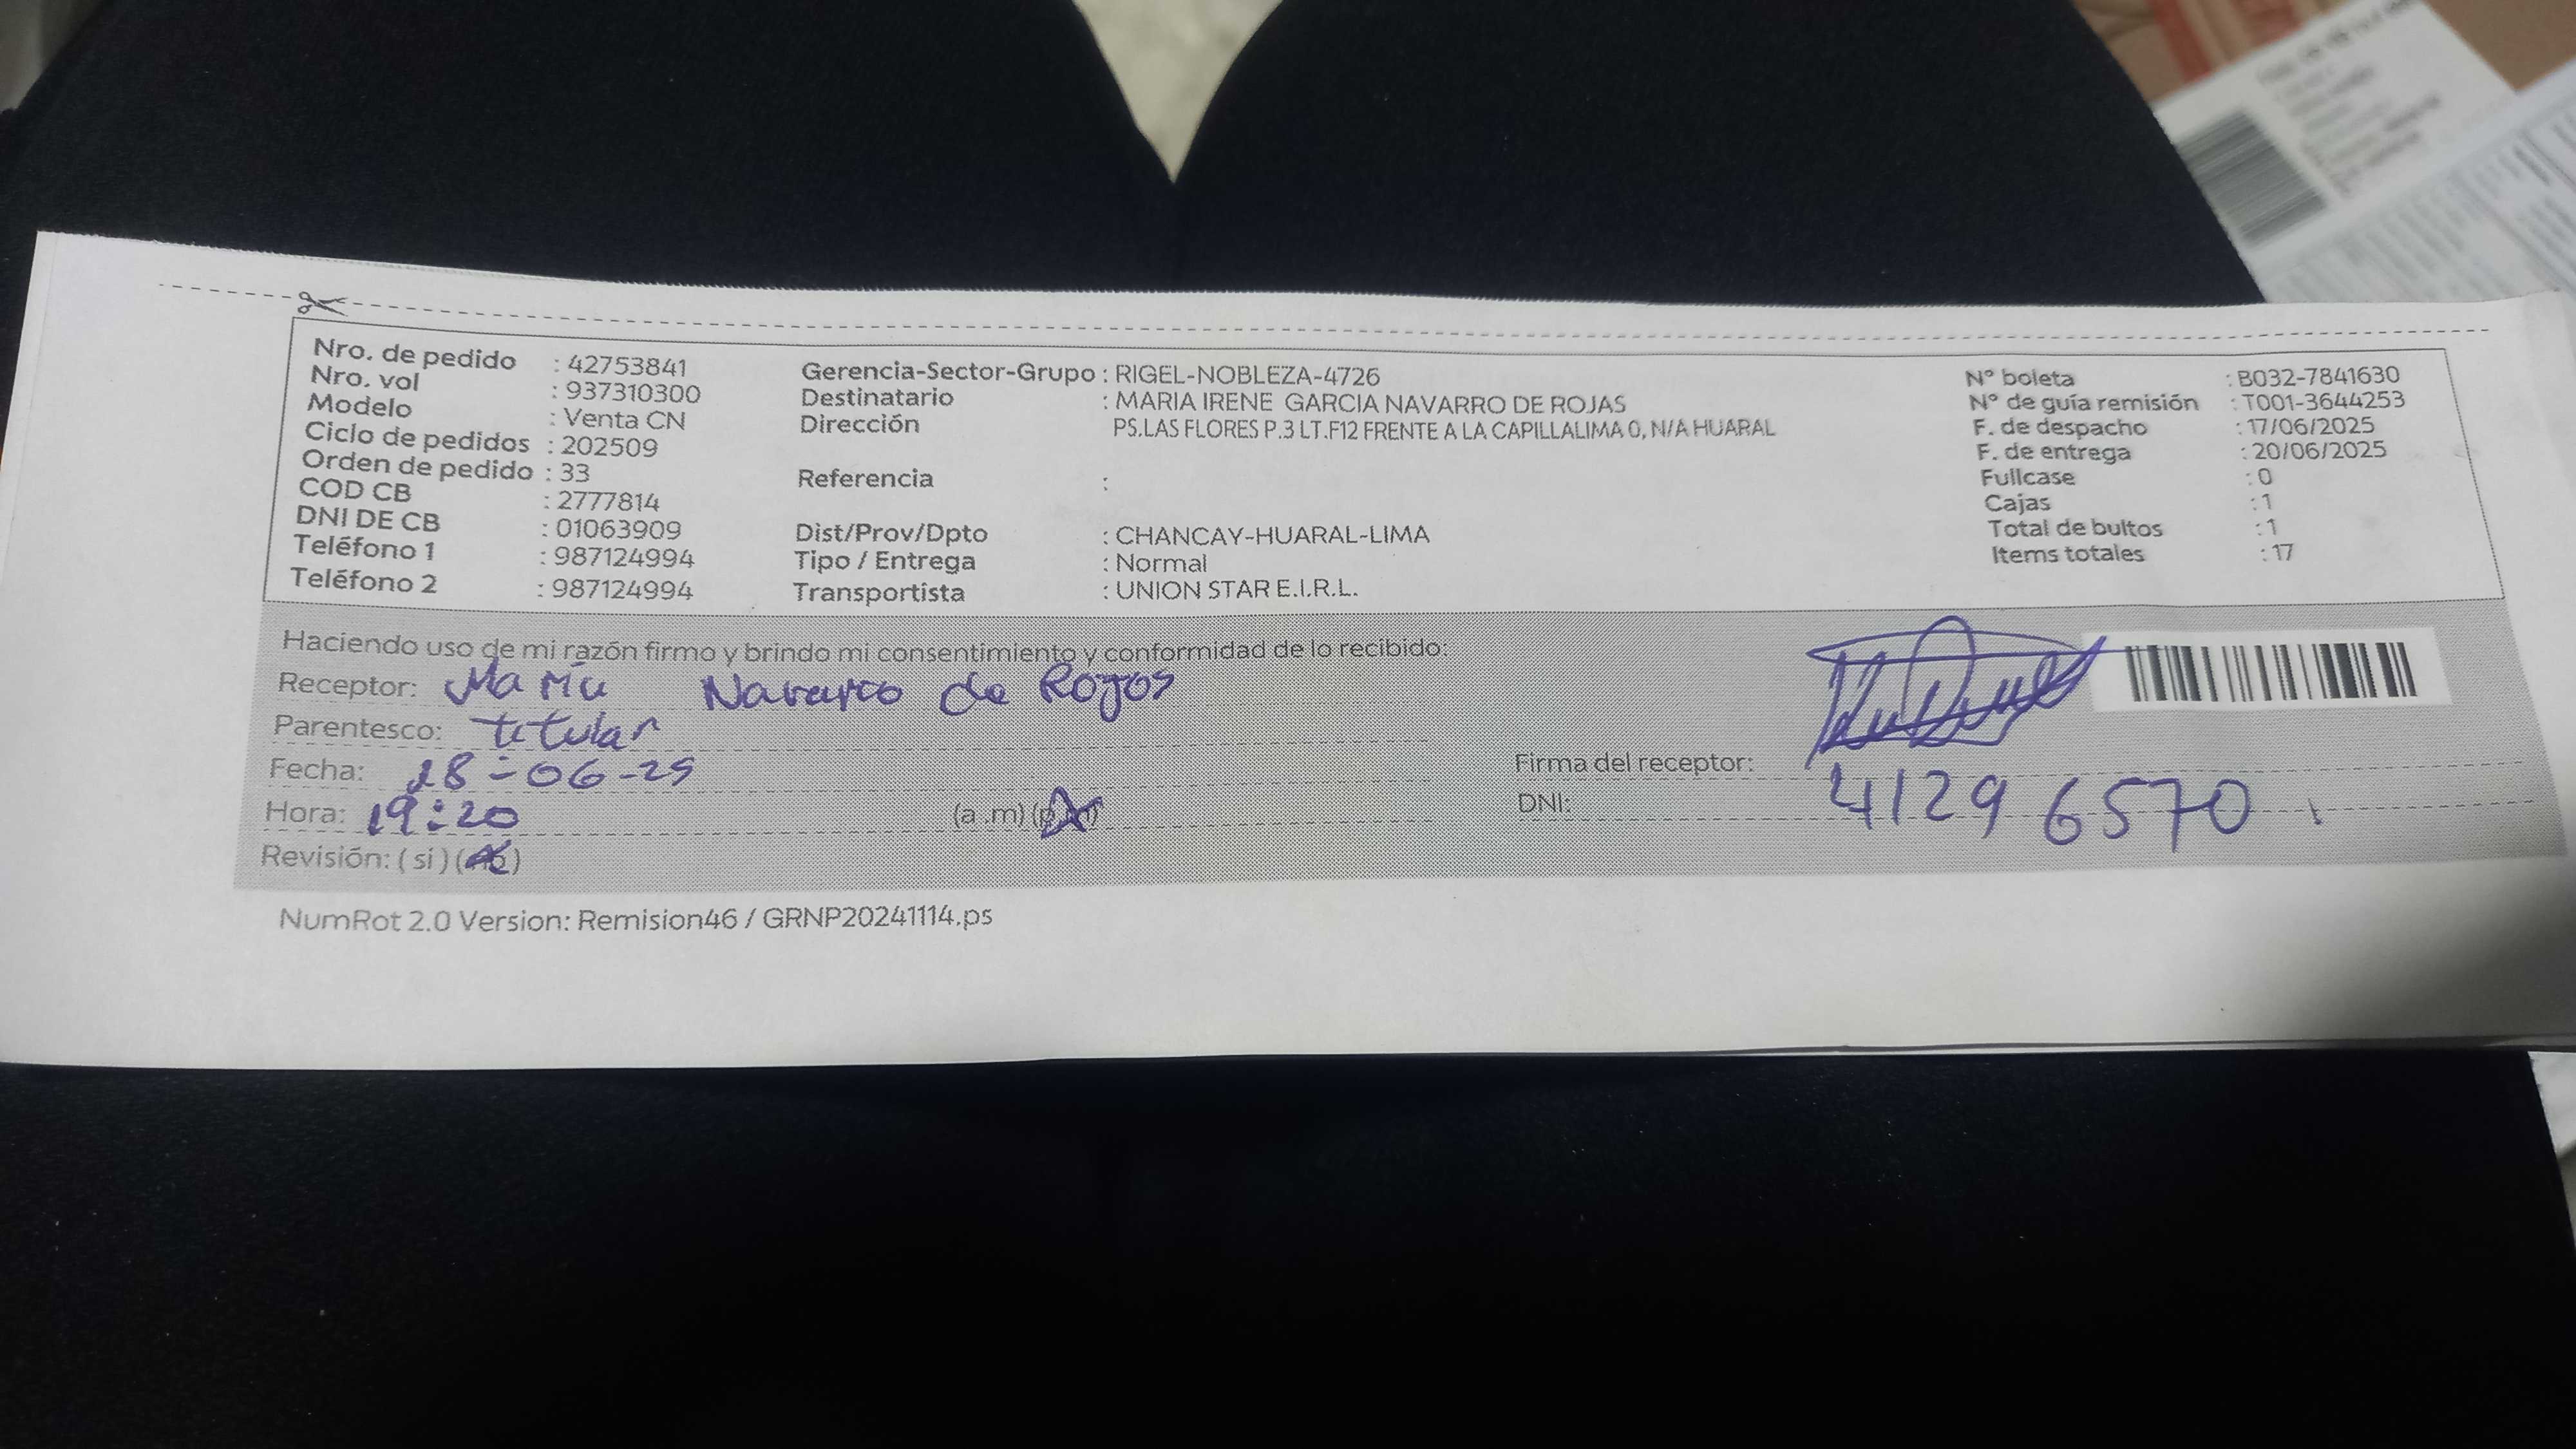 Nro. de pedido : 42753841
Nro. vol : 937310300
Modelo : Venta CN
Ciclo de pedidos : 202509
Orden de pedido : 33
COD CB : 2777814
DNI DE CB : 01063909
Teléfono 1 : 987124994
Teléfono 2 : 987124994
Gerencia-Sector-Grupo : RIGEL-NOBLEZA-4726
Destinatario : MARIA IRENE GARCIA NAVARRO DE ROJAS
Dirección PS.LAS FLORES P.3 LT.F12 FRENTE A LA CAPILLALIMA 0, N/A HUARAL
Referencia :
Dist/Prov/Dpto : CHANCAY-HUARAL-LIMA
Tipo / Entrega : Normal
Transportista : UNION STAR E.I.R.L.
Nº boleta : B032-7841630
Nº de guía remisión : T001-3644253
F. de despacho : 17/06/2025
F. de entrega : 20/06/2025
Fullcase : 0
Cajas : 1
Total de bultos : 1
Items totales : 17
Haciendo uso de mi razón firmo y brindo mi consentimiento y conformidad de lo recibido:
Receptor: Maria Navarro de Rojas
Parentesco: titular
Fecha: 28-06-25
Hora: 19:20 (a .m) (p.m)
Revisión: ( si ) (no)
Firma del receptor:
DNI: 41296570
NumRot 2.0 Version: Remision46 / GRNP20241114.ps